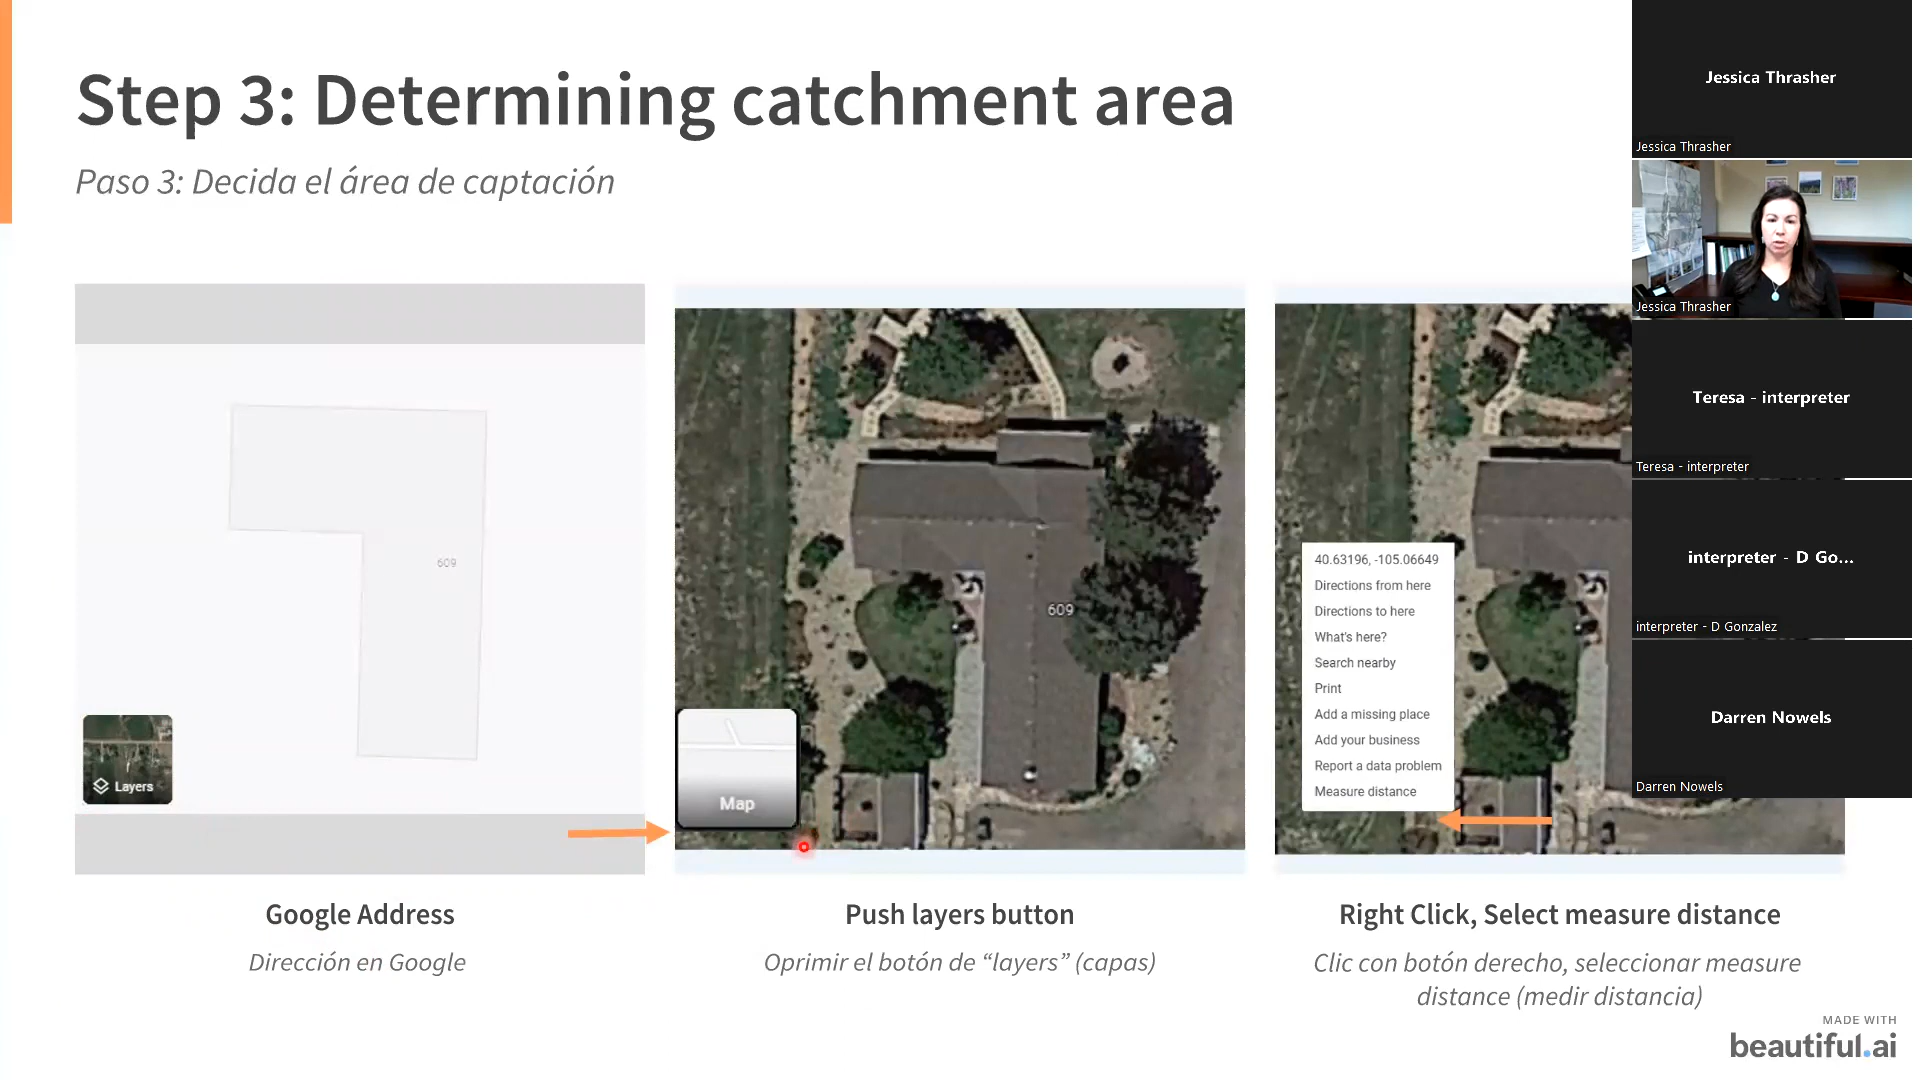 Step 3: Determining catchment area
Paso 3: Decida el área de captación
609
Layers
Google Address
Dirección en Google
609
Map
Push layers button
Oprimir el botón de “layers” (capas)
40.63196, -105.06649
Directions from here
Directions to here
What's here?
Search nearby
Print
Add a missing place
Add your business
Report a data problem
Measure distance
Right Click, Select measure distance
Clic con botón derecho, seleccionar measure
distance (medir distancia)
Jessica Thrasher
Jessica Thrasher
Jessica Thrasher
Teresa - interpreter
Teresa - interpreter
interpreter - D Go...
interpreter - D Gonzalez
Darren Nowels
Darren Nowels
MADE WITH
beautiful.ai